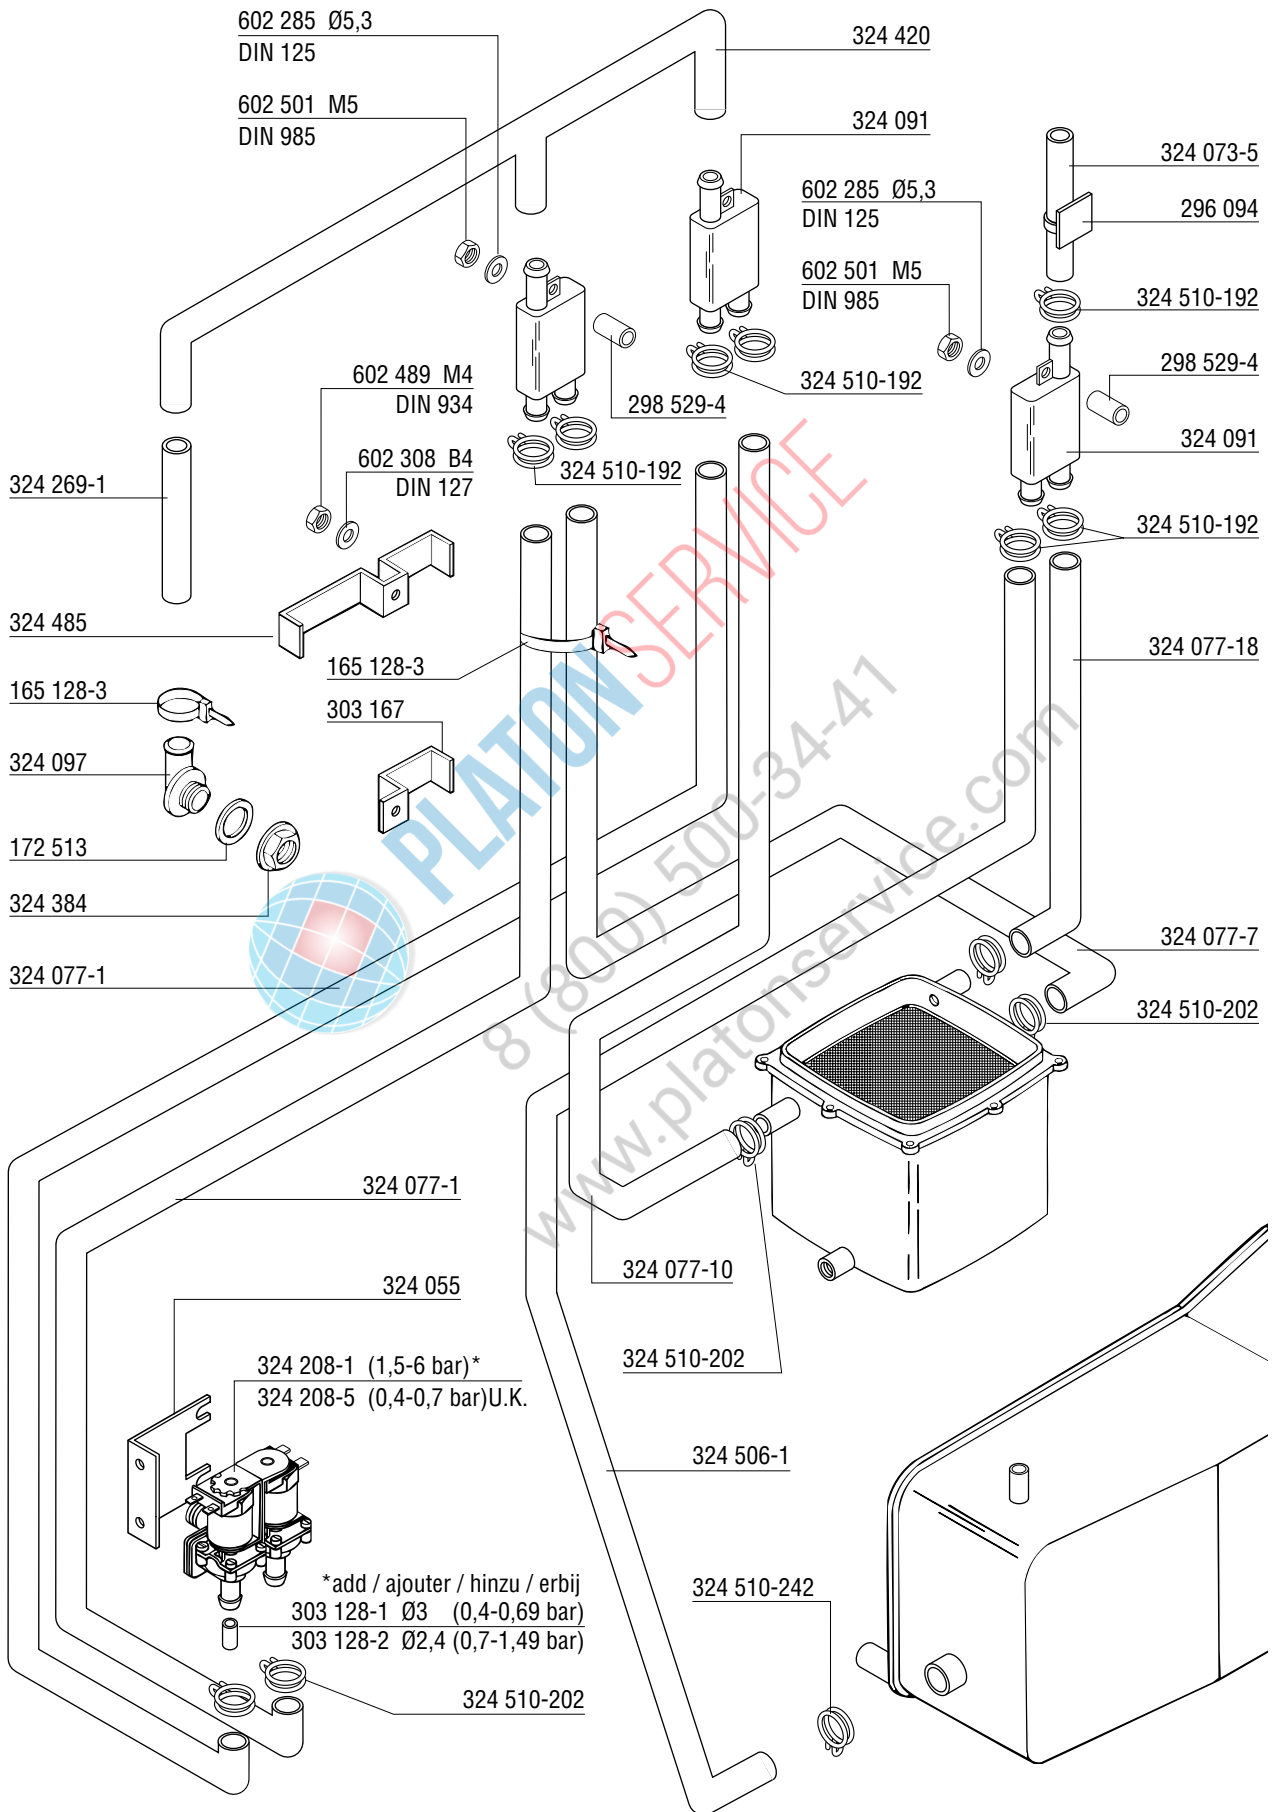 602 285 Ø5,3
DIN 125
324 420
602 501 M5
DIN 985
324 091
324 073-5
602 285 Ø5,3
DIN 125
296 094
602 501 M5
DIN 985
324 510-192
298 529-4
602 489 M4
DIN 934
324 510-192
298 529-4
324 091
602 308 B4
DIN 127
324 510-192
324 269-1
324 510-192
324 485
324 077-18
165 128-3
165 128-3
303 167
324 097
172 513
324 384
324 077-7
324 077-1
324 510-202
PLATON SERVICE
8 (800) 500-34-41
www.platonservice.com
324 077-1
324 077-10
324 055
324 510-202
324 208-1 (1,5-6 bar)*
324 208-5 (0,4-0,7 bar)U.K.
324 506-1
*add / ajouter / hinzu / erbij
303 128-1 Ø3 (0,4-0,69 bar)
303 128-2 Ø2,4 (0,7-1,49 bar)
324 510-242
324 510-202